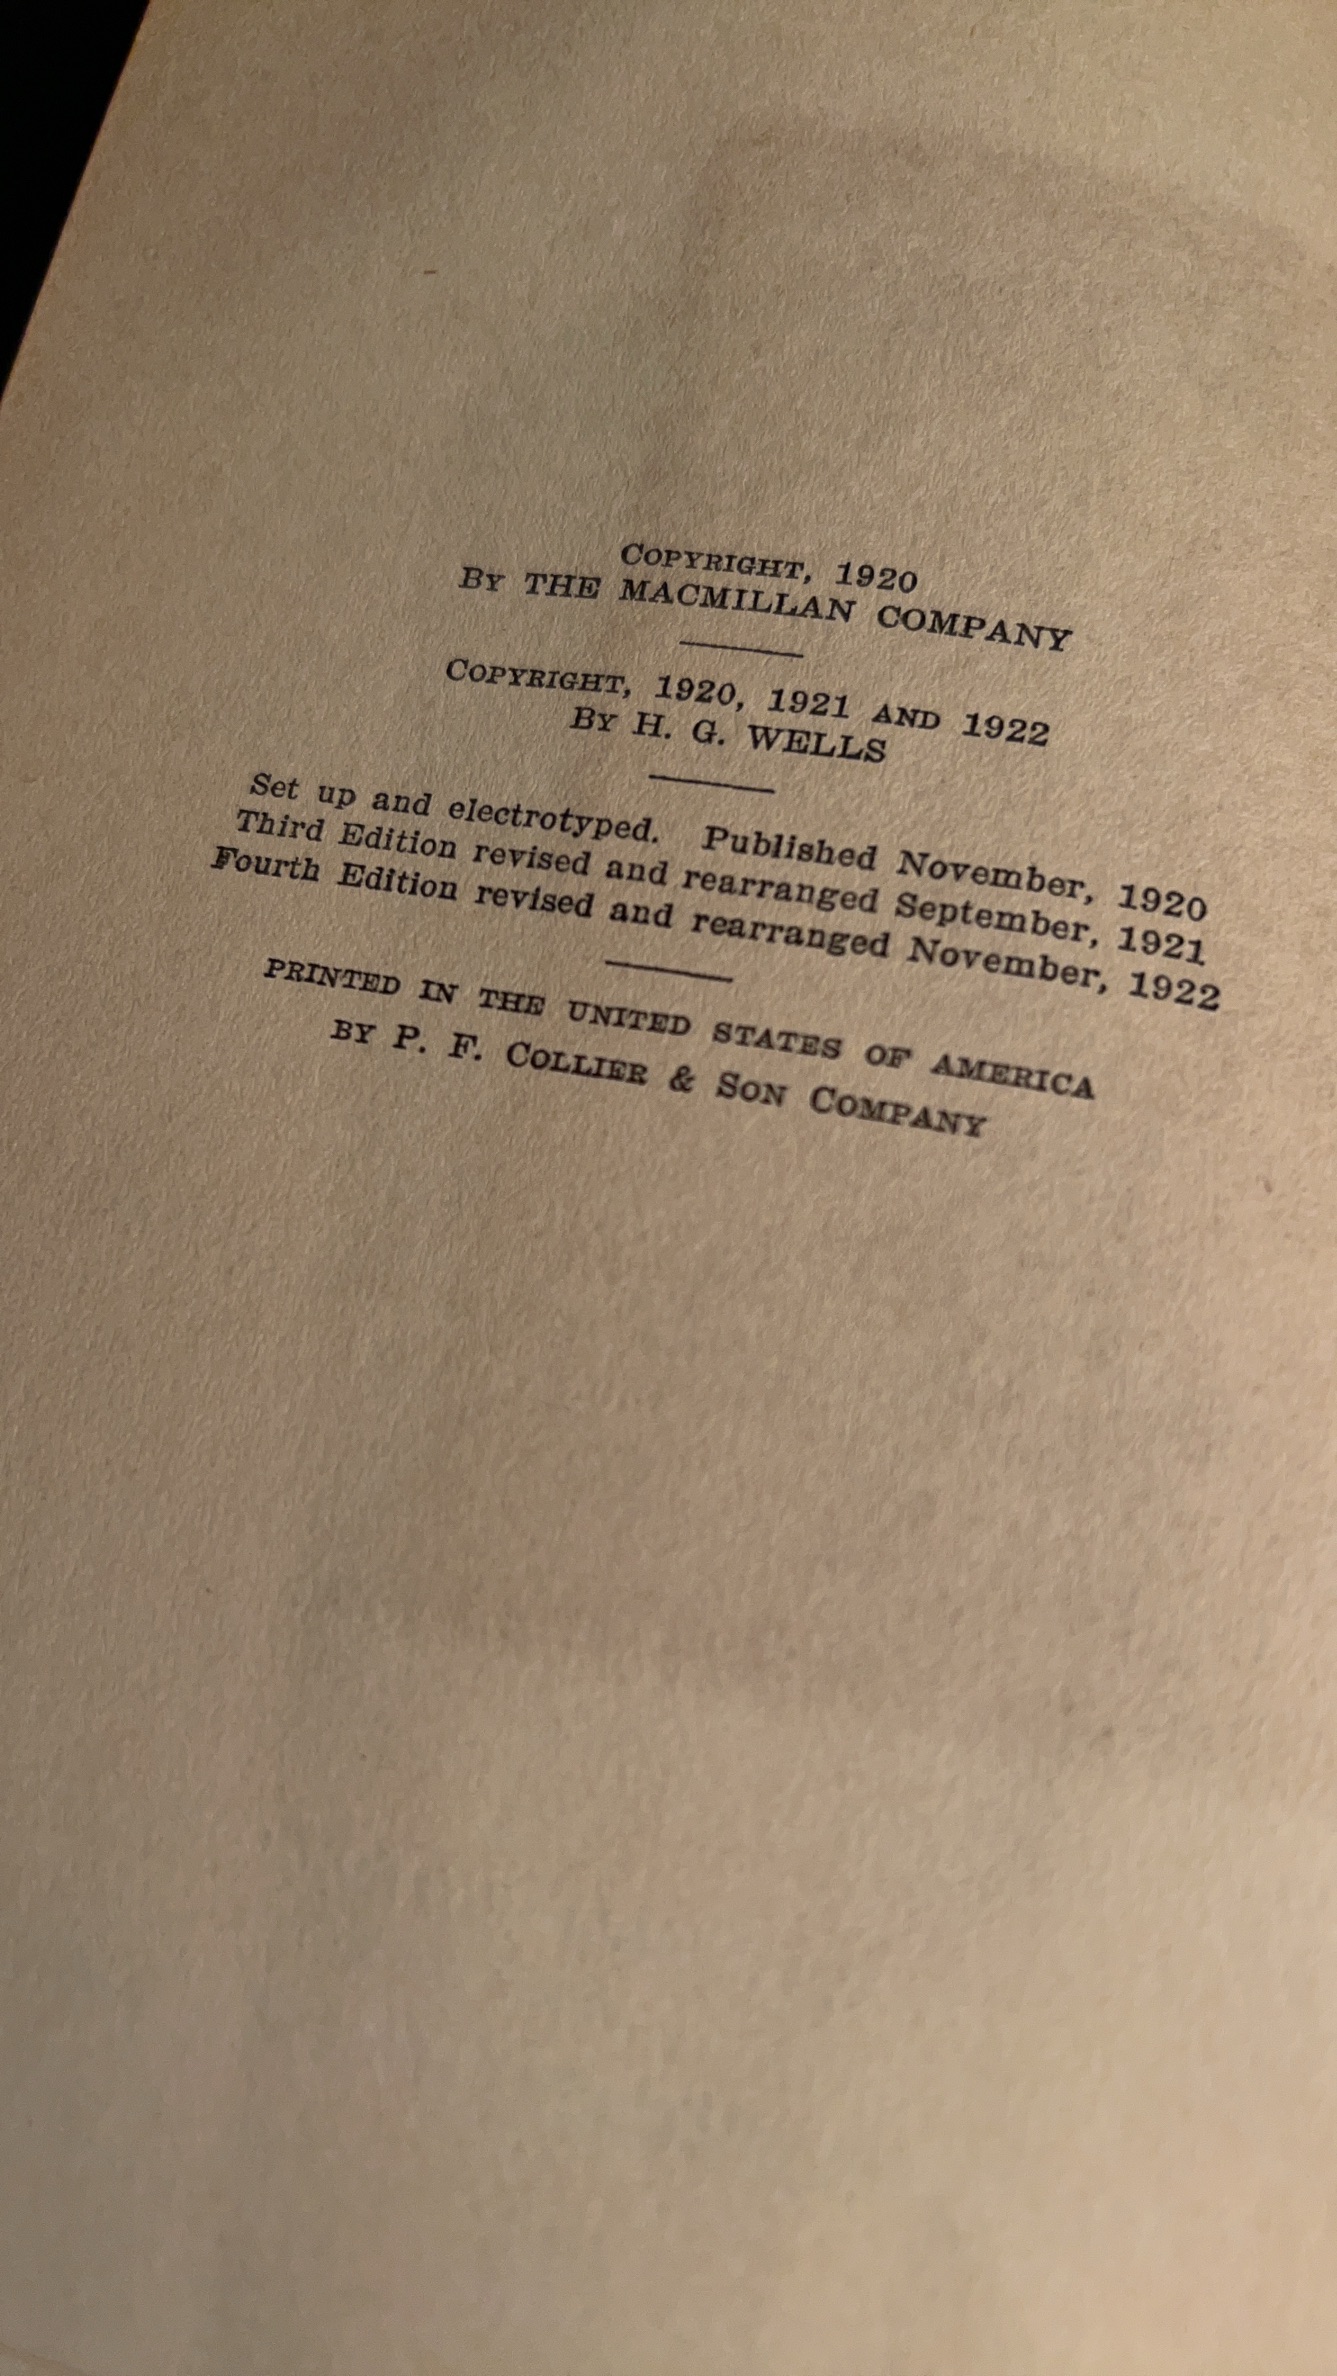 COPYRIGHT, 1920
BY THE MACMILLAN COMPANY
COPYRIGHT, 1920, 1921 AND 1922
BY H. G. WELLS
Set up and electrotyped. Published November, 1920
Third Edition revised and rearranged September, 1921
Fourth Edition revised and rearranged November, 1922
PRINTED IN THE UNITED STATES OF AMERICA
BY P. F. COLLIER & SON COMPANY